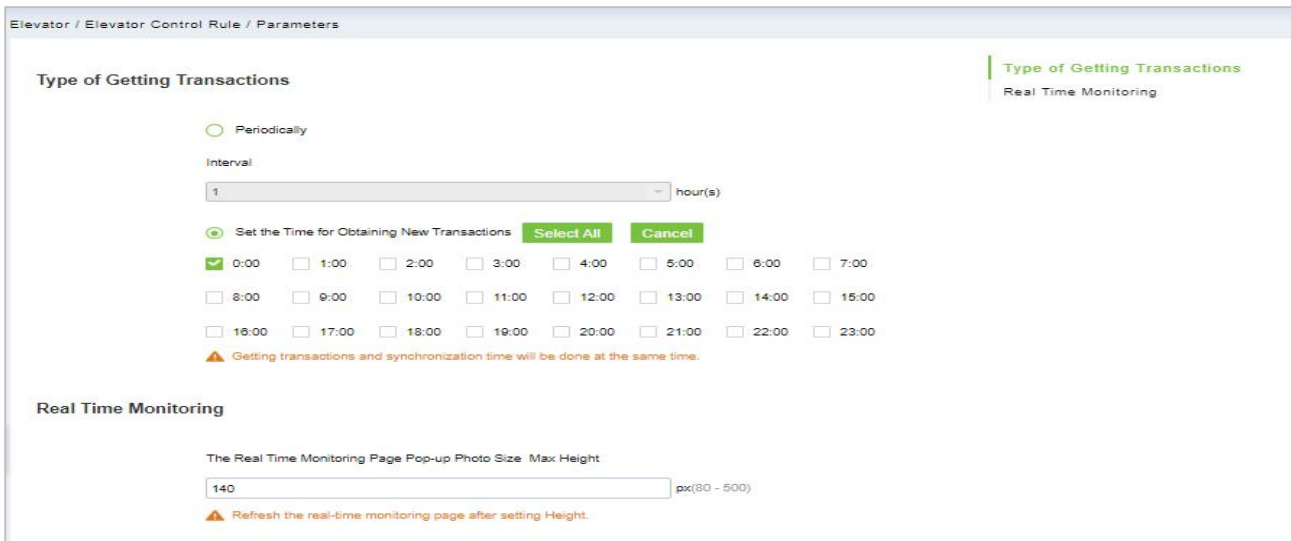 Elevator / Elevator Control Rule / Parameters
Type of Getting Transactions
Type of Getting Transactions
Real Time Monitoring
Periodically
Interval
1 hour(s)
Set the Time for Obtaining New Transactions Select All Cancel
0:00 1:00 2:00 3:00 4:00 5:00 6:00 7:00
8:00 9:00 10:00 11:00 12:00 13:00 14:00 15:00
16:00 17:00 18:00 19:00 20:00 21:00 22:00 23:00
Getting transactions and synchronization time will be done at the same time.
Real Time Monitoring
The Real Time Monitoring Page Pop-up Photo Size Max Height
140 px(80 - 500)
Refresh the real-time monitoring page after setting Height.